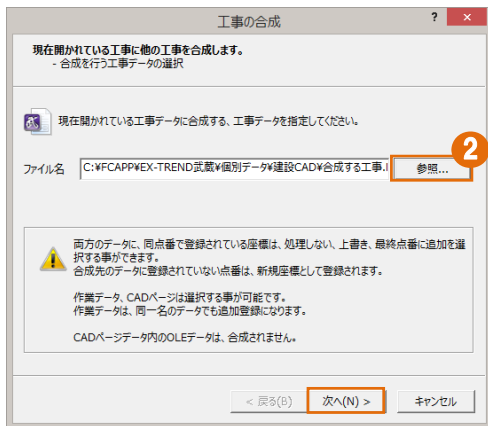 工事の合成
? ×
現在開かれている工事に他の工事を合成します。
- 合成を行う工事データの選択
現在開かれている工事データに合成する、工事データを指定してください。
2
ファイル名 C:¥FCAPP¥EX-TREND武蔵¥個別データ¥建設CAD¥合成する工事. 参照...
両方のデータに、同点番で登録されている座標は、処理しない、上書き、最終点番に追加を選
択する事ができます。
合成先のデータに登録されていない点番は、新規座標として登録されます。
作業データ、CADページは選択する事が可能です。
作業データは、同一名のデータでも追加登録になります。
CADページデータ内のOLEデータは、合成されません。
< 戻る(B) 次へ(N) > キャンセル